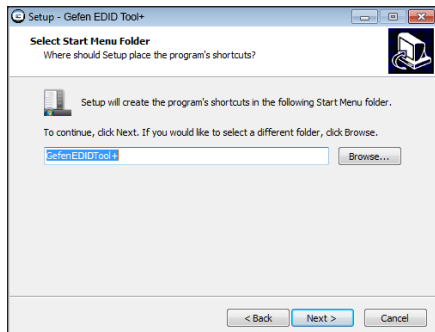 Setup - Gefen EDID Tool+
Select Start Menu Folder
Where should Setup place the program's shortcuts?
Setup will create the program's shortcuts in the following Start Menu folder.
To continue, click Next. If you would like to select a different folder, click Browse.
GefenEDIDTool+
Browse...
< Back
Next >
Cancel